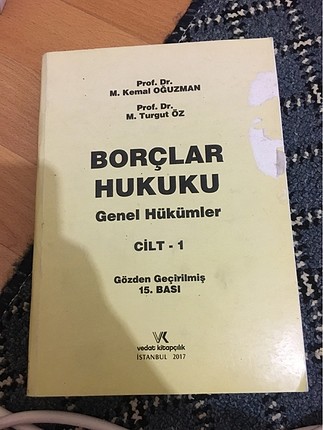 Prof. Dr.
M. Kemal OĞUZMAN
Prof. Dr.
M. Turgut ÖZ
BORÇLAR
HUKUKU
Genel Hükümler
CİLT - 1
Gözden Geçirilmiş
15. BASI
VK
vedat kitapçılık
İSTANBUL 2017